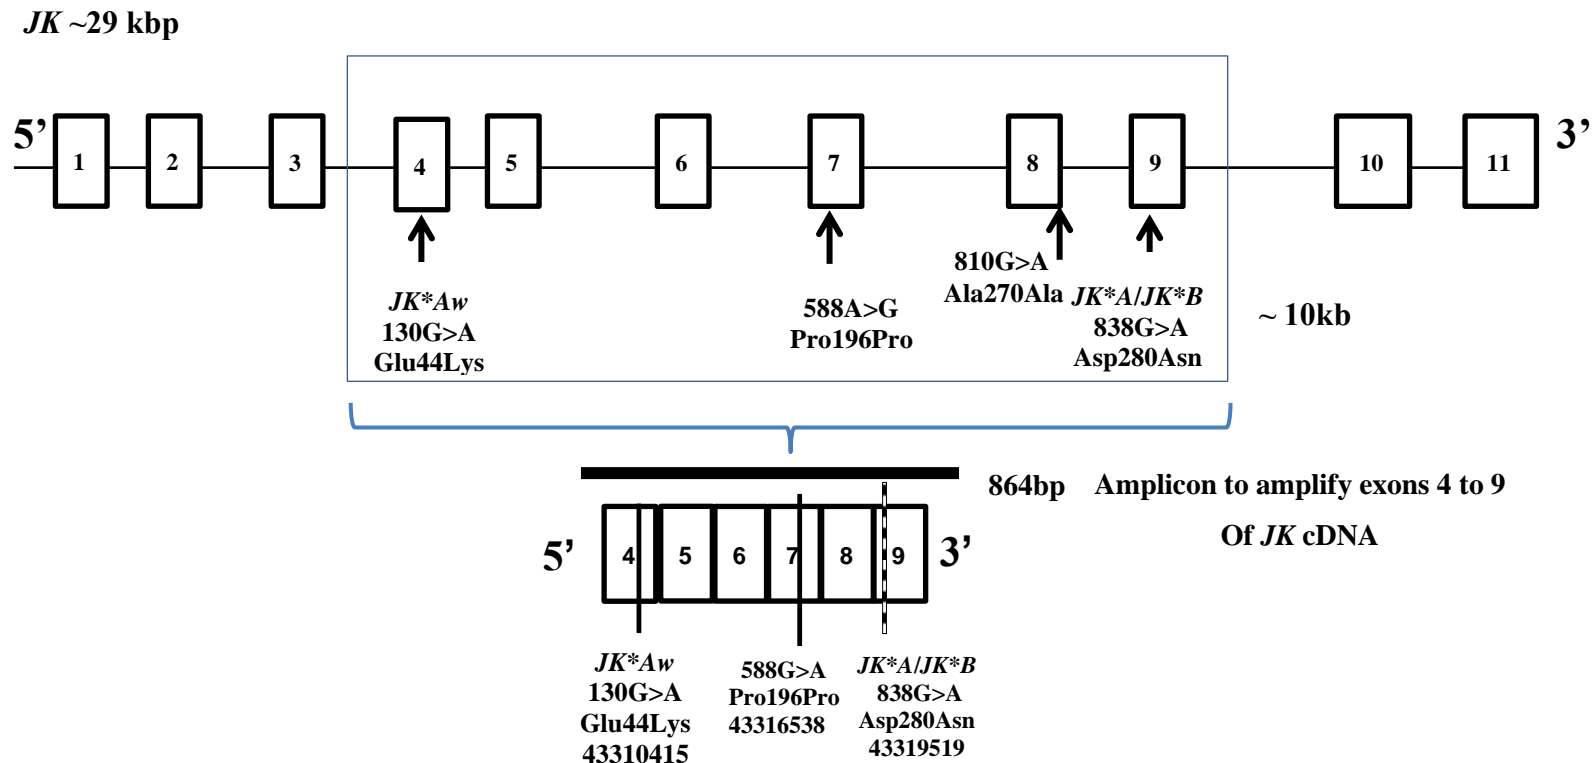 JK ~29 kbp
5’
1
2
3
4
5
6
7
8
9
10
11
3’
JK*Aw
130G>A
Glu44Lys
588A>G
Pro196Pro
810G>A
Ala270Ala
JK*A/JK*B
838G>A
Asp280Asn
~ 10kb
864bp Amplicon to amplify exons 4 to 9
Of JK cDNA
5’
4
5
6
7
8
9
3’
JK*Aw
130G>A
Glu44Lys
43310415
588G>A
Pro196Pro
43316538
JK*A/JK*B
838G>A
Asp280Asn
43319519